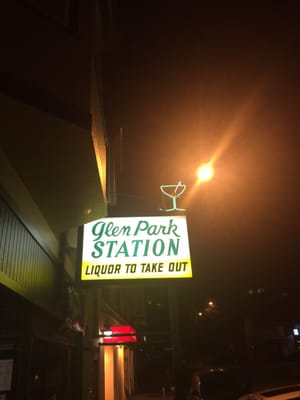 Glen Park
STATION
LIQUOR TO TAKE OUT